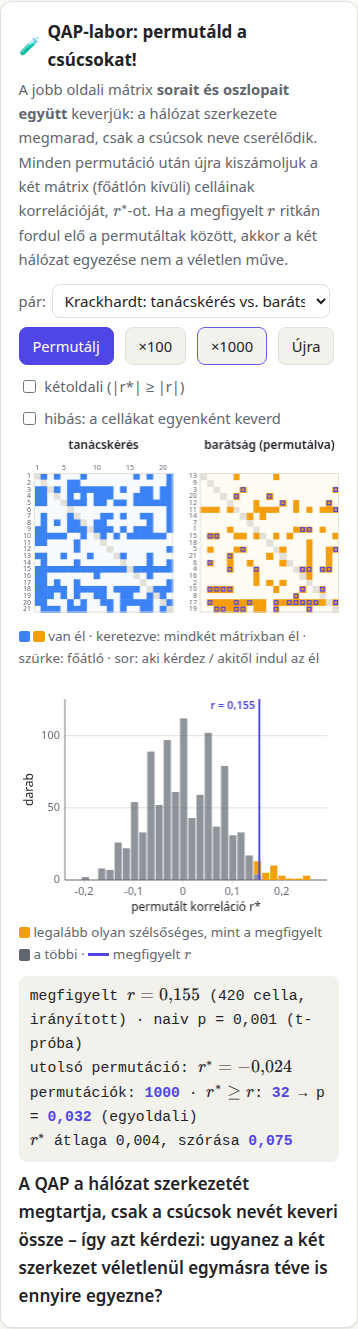 🧪 QAP-labor: permutáld a
csúcsokat!
A jobb oldali mátrix sorait és oszlopait
együtt keverjük: a hálózat szerkezete
megmarad, csak a csúcsok neve cserélődik.
Minden permutáció után újra kiszámoljuk a
két mátrix (főátlón kívüli) celláinak
korrelációját, r*-ot. Ha a megfigyelt r ritkán
fordul elő a permutáltak között, akkor a két
hálózat egyezése nem a véletlen műve.
pár: Krackhardt: tanácskérés vs. baráts
Permutálj ×100 ×1000 Újra
kétoldali (|r*| ≥ |r|)
hibás: a cellákat egyenként keverd
tanácskérés barátság (permutálva)
1 5 10 15 20
van él · keretezve: mindkét mátrixban él ·
szürke: főátló · sor: aki kérdez / akitől indul az él
r = 0,155
100
50
0
darab
-0,2 -0,1 0 0,1 0,2
permutált korreláció r*
legalább olyan szélsőséges, mint a megfigyelt
a többi · megfigyelt r
megfigyelt r = 0,155 (420 cella,
irányított) · naiv p = 0,001 (t-
próba)
utolsó permutáció: r* = −0,024
permutációk: 1000 · r* ≥ r: 32 → p
= 0,032 (egyoldali)
r* átlaga 0,004, szórása 0,075
A QAP a hálózat szerkezetét
megtartja, csak a csúcsok nevét keveri
össze – így azt kérdezi: ugyanez a két
szerkezet véletlenül egymásra téve is
ennyire egyezne?